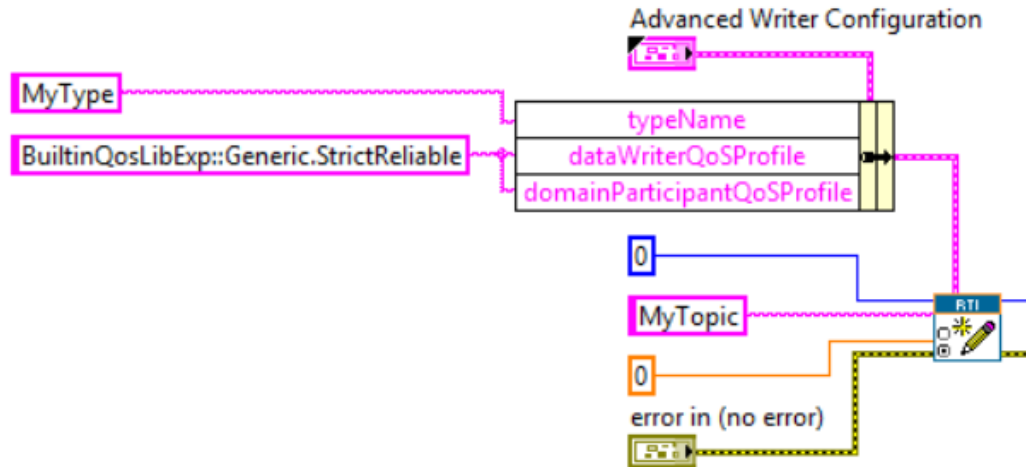 Advanced Writer Configuration
MyType
typeName
BuiltinQosLibExp::Generic.StrictReliable
dataWriterQoSProfile
domainParticipantQoSProfile
0
RTI
MyTopic
0
error in (no error)